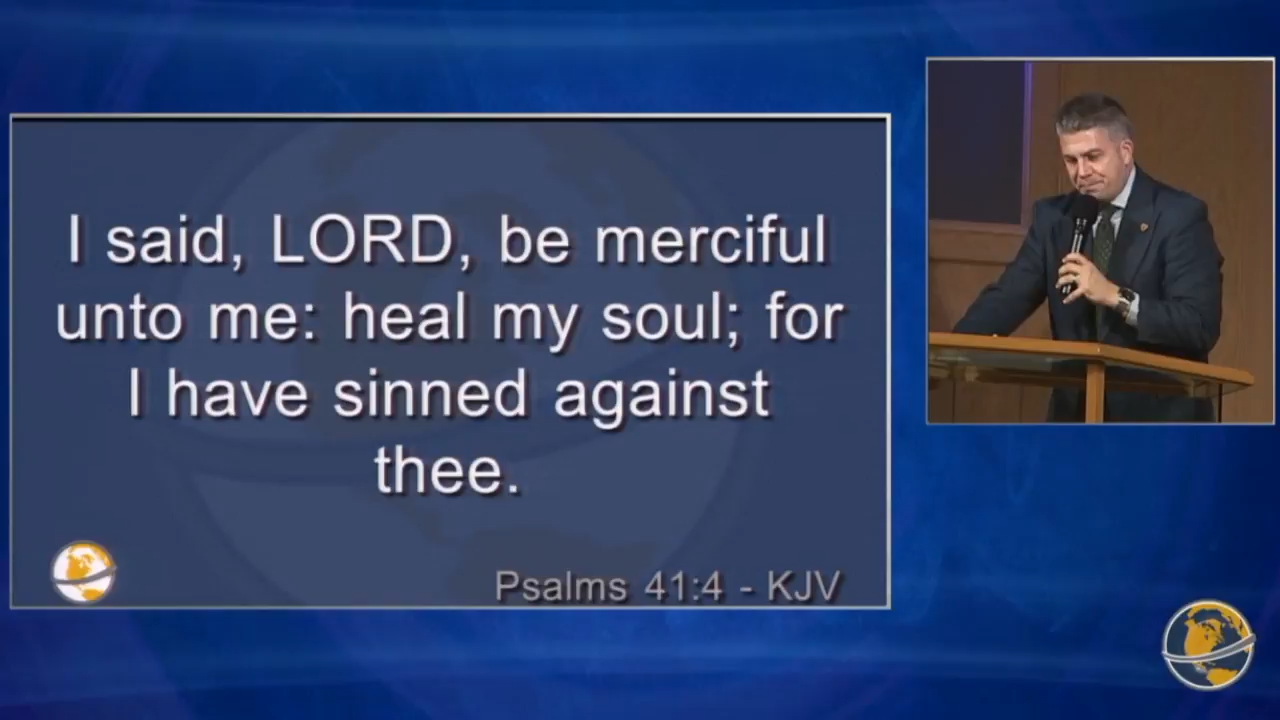 I said, LORD, be merciful
unto me: heal my soul; for
I have sinned against
thee.
Psalms 41:4 - KJV